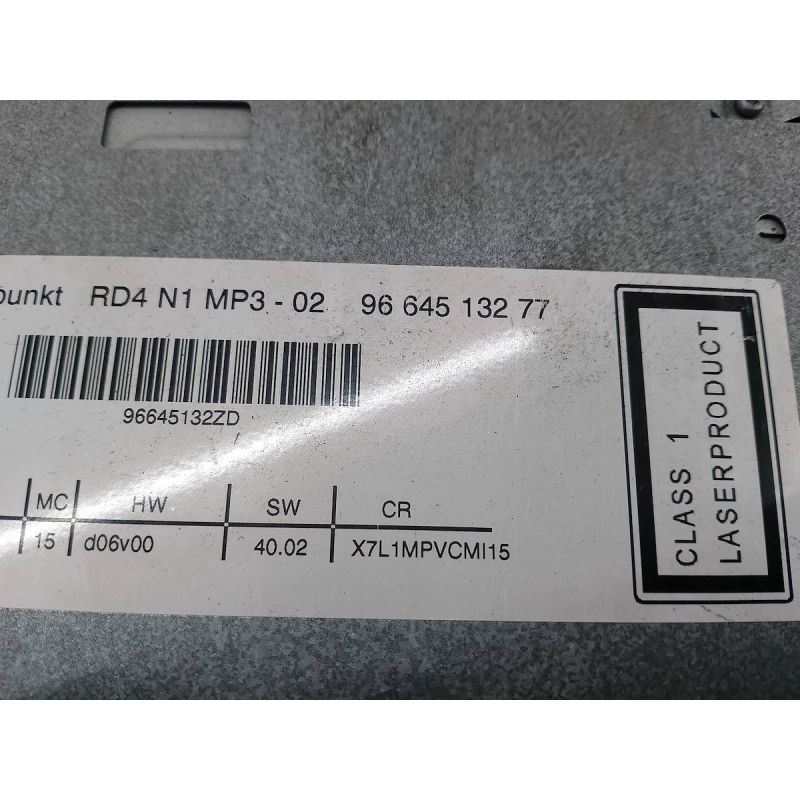 punkt RD4 N1 MP3 - 02 96 645 132 77
96645132ZD
MC HW SW CR
15 d06v00 40.02 X7L1MPVCMI15
CLASS 1
LASERPRODUCT